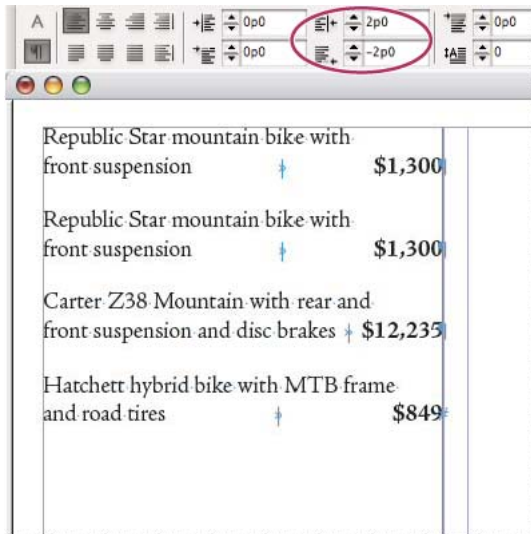 A 0p0 2p0 0p0
¶ 0p0 -2p0 A 0
Republic Star mountain bike with
front suspension $1,300
Republic Star mountain bike with
front suspension $1,300
Carter Z38 Mountain with rear and
front suspension and disc brakes $12,235
Hatchett hybrid bike with MTB frame
and road tires $849